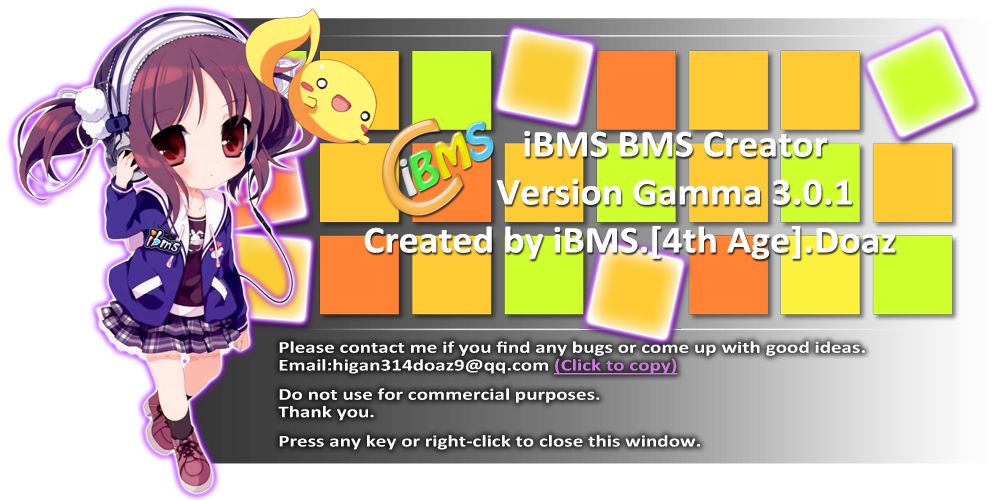 iBMS
iBMS BMS Creator
Version Gamma 3.0.1
Created by iBMS.[4th Age].Doaz
ibms
Please contact me if you find any bugs or come up with good ideas.
Email:higan314doaz9@qq.com (Click to copy)
Do not use for commercial purposes.
Thank you.
Press any key or right-click to close this window.